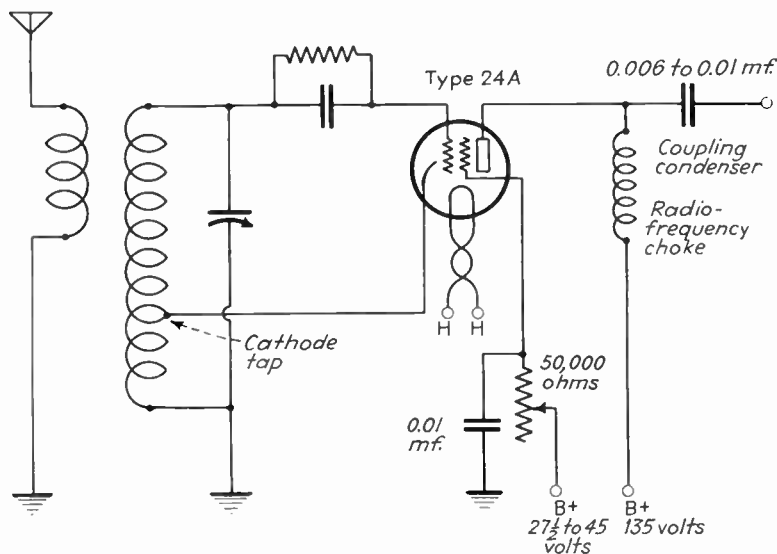 Type 24A
0.006 to 0.01 mf.
Coupling
condenser
Radio-
frequency
choke
H H
Cathode
tap
50,000
ohms
0.01
mf.
B+
27½ to 45
volts
B+
135 volts